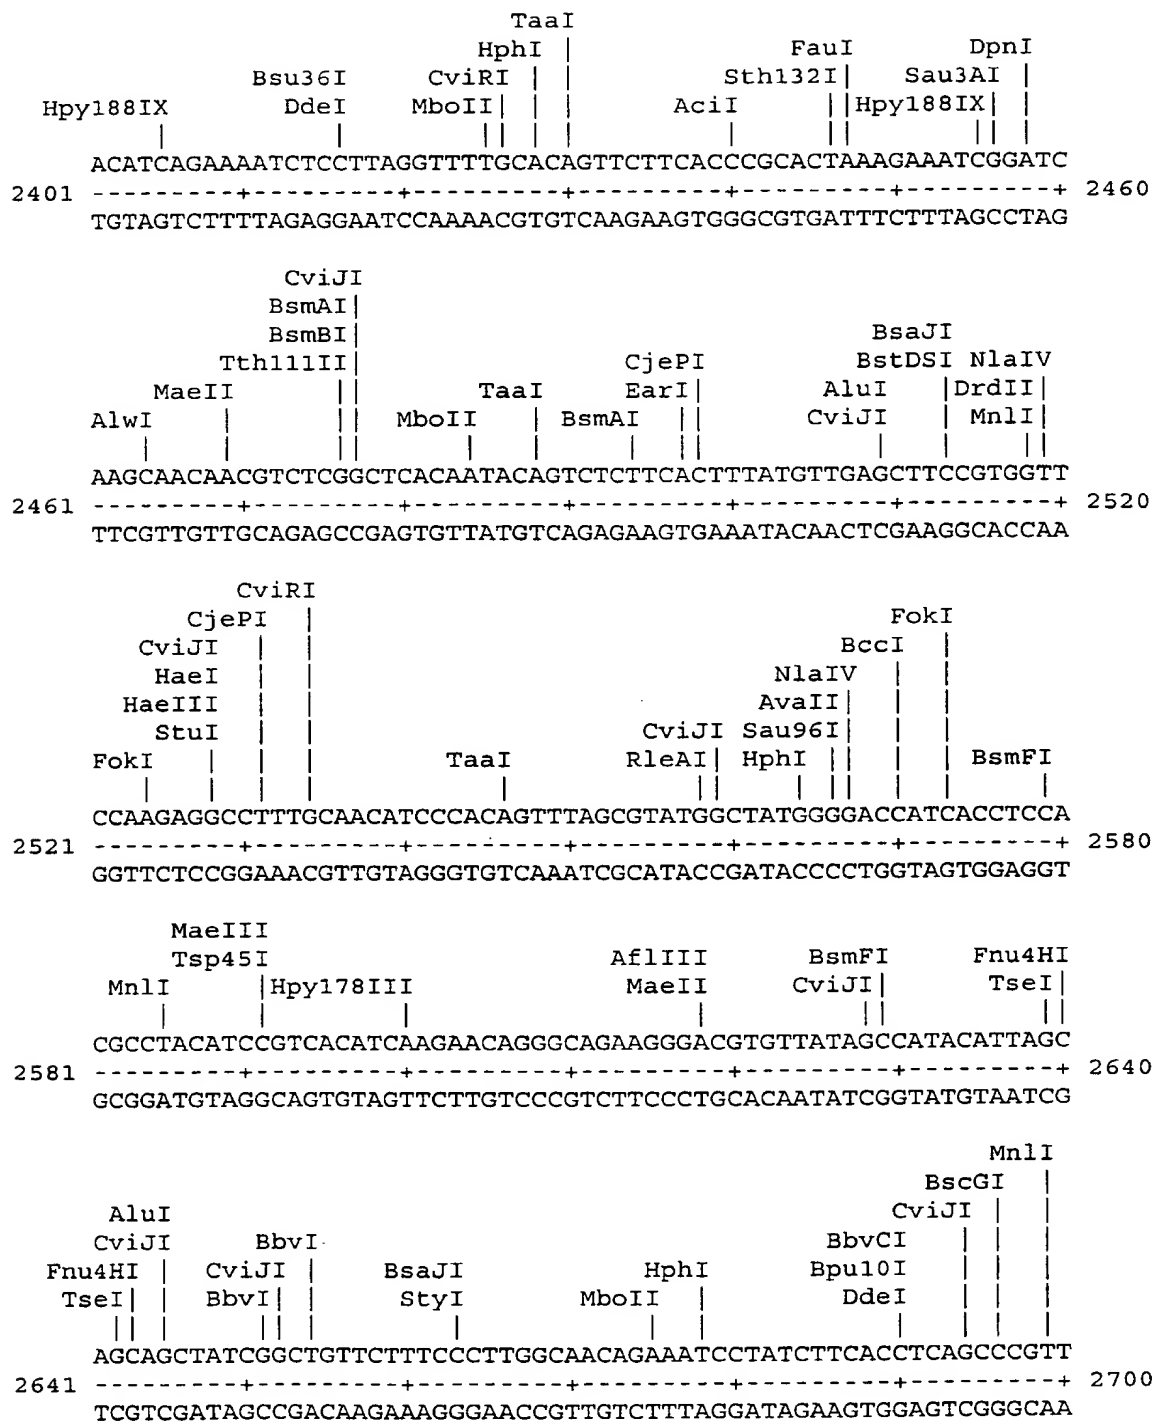 TaaI
HphI
FauI DpnI
Bsu36I CviRI Sth132I Sau3AI
Hpy188IX DdeI MboII AciI Hpy188IX
ACATCAGAAAATCTCCTTAGGTTTTGCACAGTTCTTCACCCGCACTAAAGAAATCGGATC
2401 ---------+---------+---------+---------+---------+---------+ 2460
TGTAGTCTTTTAGAGGAATCCAAAACGTGTCAAGAAGTGGGCGTGATTTCTTTAGCCTAG
CviJI
BsmAI
BsmBI BsaJI
Tth111II CjePI BstDSI NlaIV
MaeII TaaI EarI AluI DrdII
AlwI MboII BsmAI CviJI MnlI
AAGCAACAACGTCTCGGCTCACAATACAGTCTCTTCACTTTATGTTGAGCTTCCGTGGTT
2461 ---------+---------+---------+---------+---------+---------+ 2520
TTCGTTGTTGCAGAGCCGAGTGTTATGTCAGAGAAGTGAAATACAACTCGAAGGCACCAA
CviRI
CjePI FokI
CviJI BccI
HaeI NlaIV
HaeIII AvaII
StuI CviJI Sau96I
FokI TaaI RleAI HphI BsmFI
CCAAGAGGCCTTTGCAACATCCCACAGTTTAGCGTATGGCTATGGGGACCATCACCTCCA
2521 ---------+---------+---------+---------+---------+---------+ 2580
GGTTCTCCGGAAACGTTGTAGGGTGTCAAATCGCATACCGATACCCCTGGTAGTGGAGGT
MaeIII
Tsp45I AflIII BsmFI Fnu4HI
MnlI Hpy178III MaeII CviJI TseI
CGCCTACATCCGTCACATCAAGAACAGGGCAGAAGGGACGTGTTATAGCCATACATTAGC
2581 ---------+---------+---------+---------+---------+---------+ 2640
GCGGATGTAGGCAGTGTAGTTCTTGTCCCGTCTTCCCTGCACAATATCGGTATGTAATCG
MnlI
BscGI
AluI CviJI
CviJI BbvI BbvCI
Fnu4HI CviJI BsaJI HphI Bpu10I
TseI BbvI StyI MboII DdeI
AGCAGCTATCGGCTGTTCTTTCCCTTGGCAACAGAAATCCTATCTTCACCTCAGCCCGTT
2641 ---------+---------+---------+---------+---------+---------+ 2700
TCGTCGATAGCCGACAAGAAAGGGAACCGTTGTCTTTAGGATAGAAGTGGAGTCGGGCAA